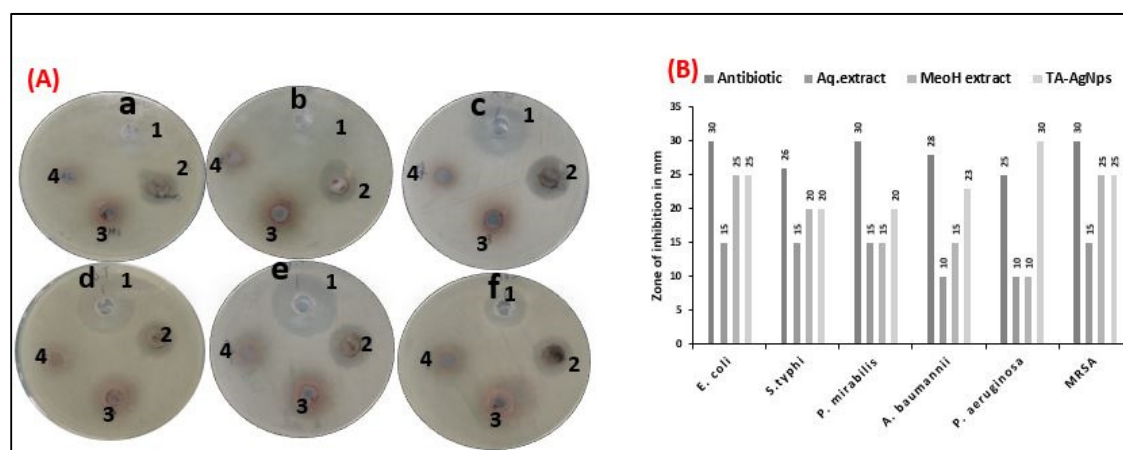 (A)
a
1
2
3
4
b
1
2
3
4
c
1
2
3
4
d
1
2
3
4
e
1
2
3
4
f
1
2
3
4
(B)
Antibiotic Aq.extract MeoH extract TA-AgNps
Zone of inhibition in mm
35
30
25
20
15
10
5
0
30 15 25 25
26 15 20 20
30 15 15 20
28 10 15 23
25 10 10 30
30 15 25 25
E. coli
S.typhi
P. mirabilis
A. baumannii
P. aeruginosa
MRSA